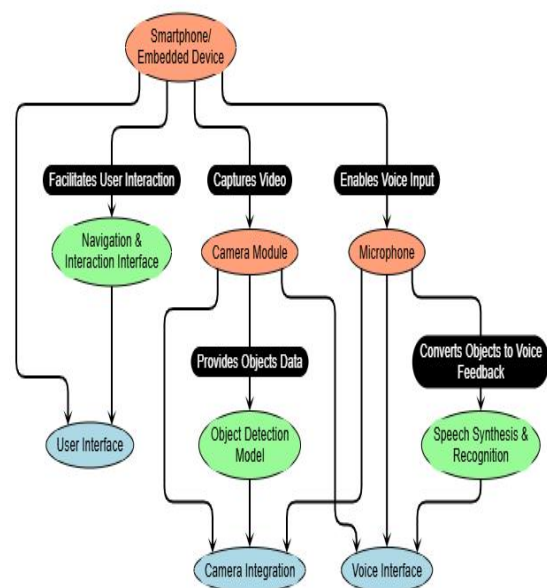 Smartphone/
Embedded Device
Facilitates User Interaction
Captures Video
Enables Voice Input
Navigation &
Interaction Interface
Camera Module
Microphone
Provides Objects Data
Converts Objects to Voice
Feedback
User Interface
Object Detection
Model
Speech Synthesis &
Recognition
Camera Integration
Voice Interface